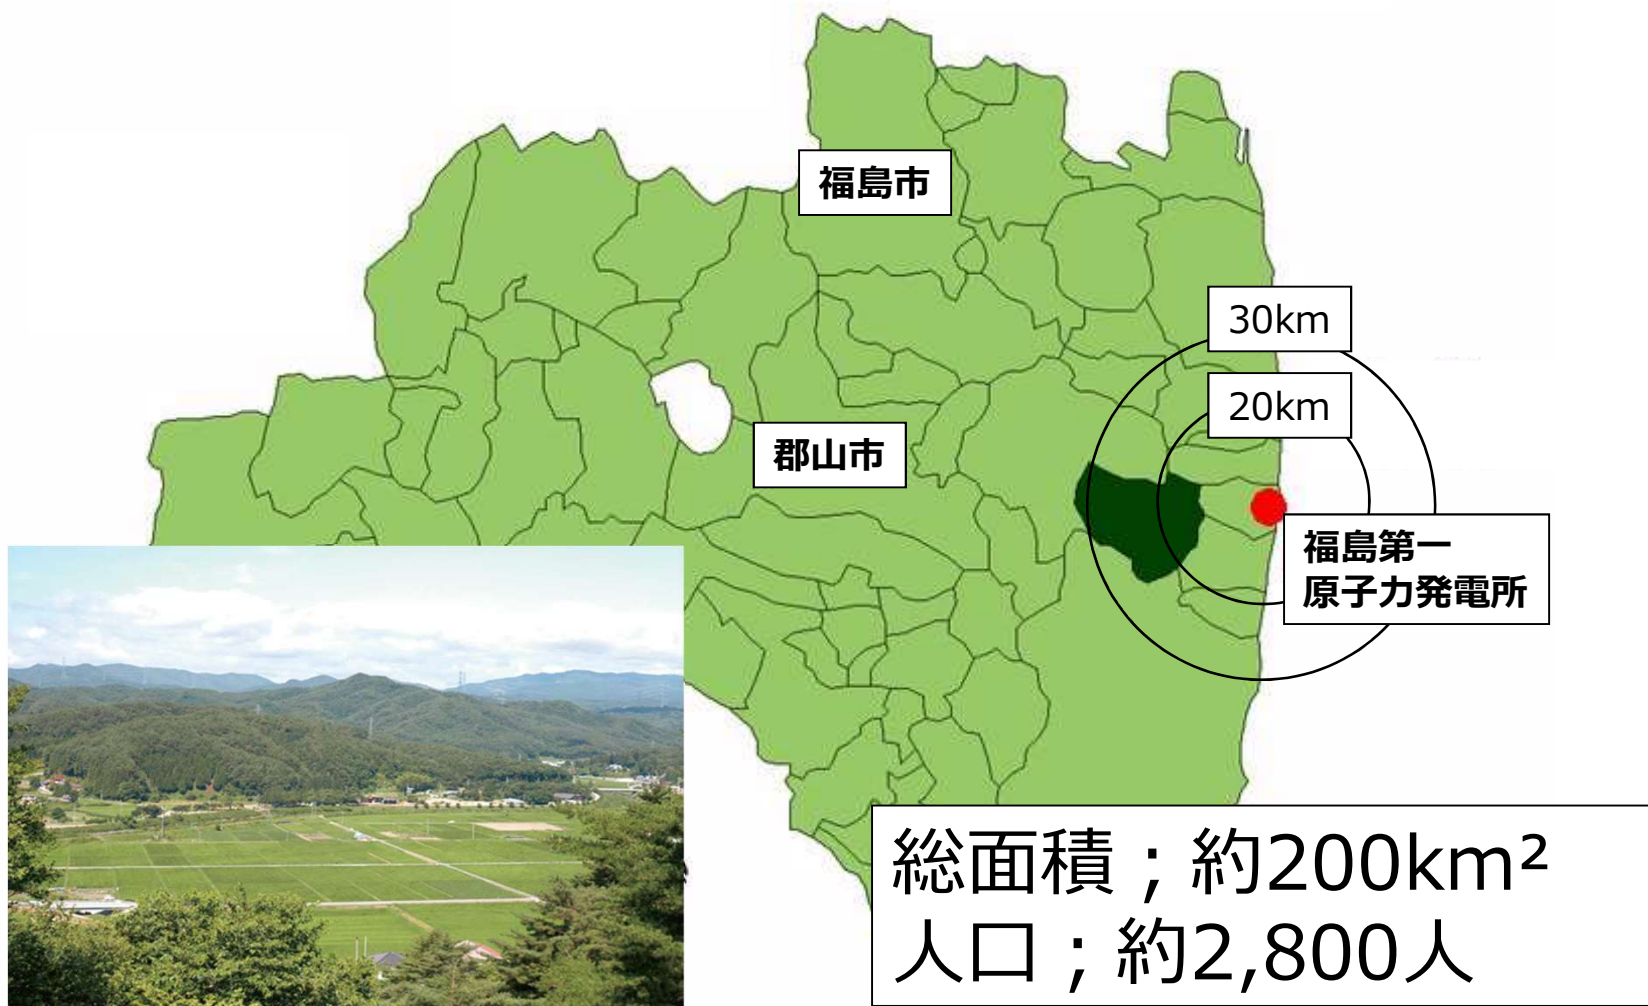 福島市
30km
20km
郡山市
福島第一
原子力発電所
総面積；約200km²
人口；約2,800人